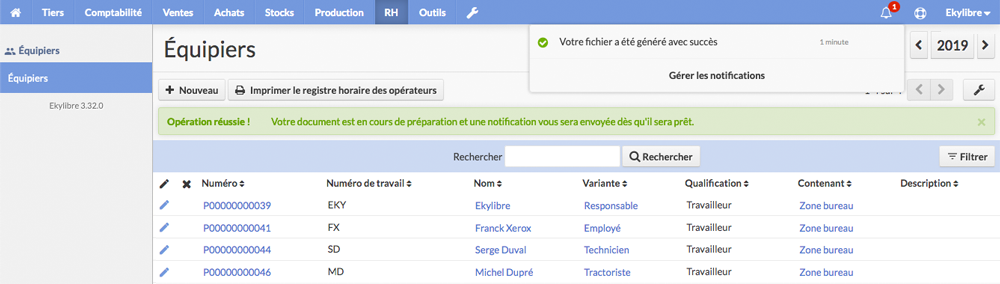 Tiers Comptabilité Ventes Achats Stocks Production RH Outils 1 Ekylibre
Équipiers
Équipiers
Ekylibre 3.32.0
Équipiers
Votre fichier a été généré avec succès 1 minute
Gérer les notifications
2019
Nouveau Imprimer le registre horaire des opérateurs
Opération réussie ! Votre document est en cours de préparation et une notification vous sera envoyée dès qu'il sera prêt.
Rechercher Rechercher Filtrer
Numéro Numéro de travail Nom Variante Qualification Contenant Description
P00000000039 EKY Ekylibre Responsable Travailleur Zone bureau
P00000000041 FX Franck Xerox Employé Travailleur Zone bureau
P00000000044 SD Serge Duval Technicien Travailleur Zone bureau
P00000000046 MD Michel Dupré Tractoriste Travailleur Zone bureau